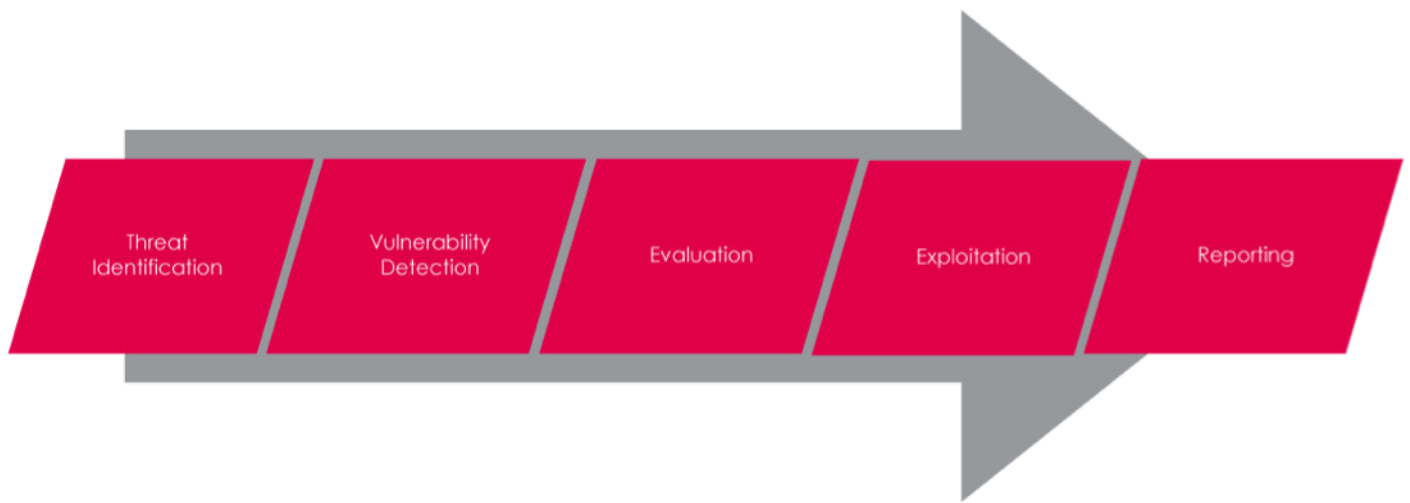 Threat
Identification
Vulnerability
Detection
Evaluation
Exploitation
Reporting